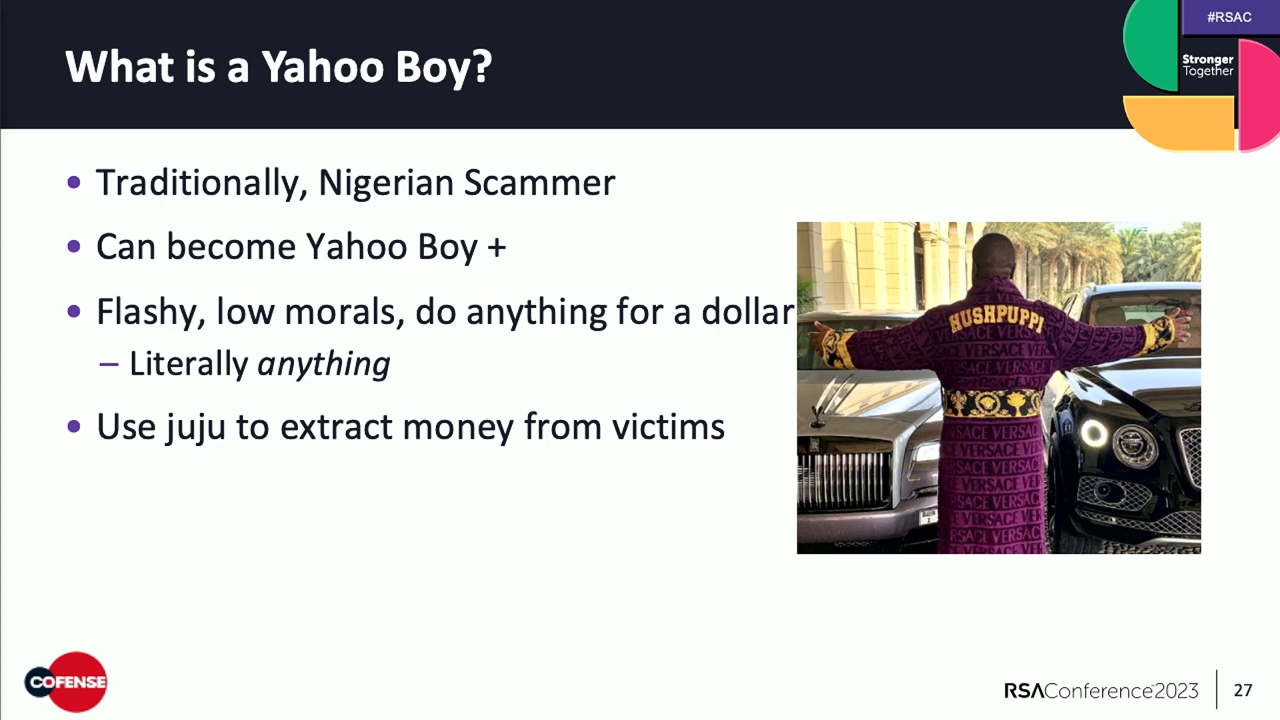 #RSAC
What is a Yahoo Boy?
Stronger
Together
• Traditionally, Nigerian Scammer
• Can become Yahoo Boy +
• Flashy, low morals, do anything for a dollar
– Literally anything
• Use juju to extract money from victims
HUSHPUPPI
VERSACE VERSACE
COFENSE
RSAConference™2023
27